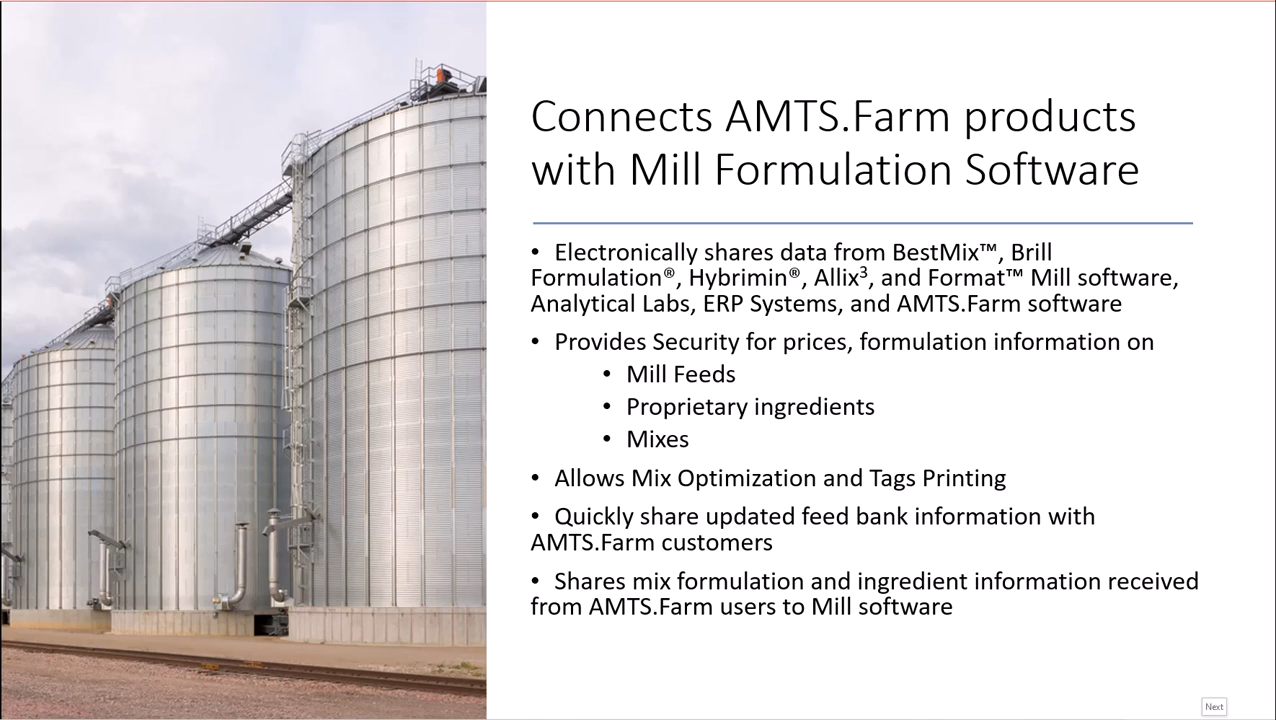 Connects AMTS.Farm products
with Mill Formulation Software
• Electronically shares data from BestMix™, Brill
Formulation®, Hybrimin®, Allix³, and Format™ Mill software,
Analytical Labs, ERP Systems, and AMTS.Farm software
• Provides Security for prices, formulation information on
• Mill Feeds
• Proprietary ingredients
• Mixes
• Allows Mix Optimization and Tags Printing
• Quickly share updated feed bank information with
AMTS.Farm customers
• Shares mix formulation and ingredient information received
from AMTS.Farm users to Mill software
Next